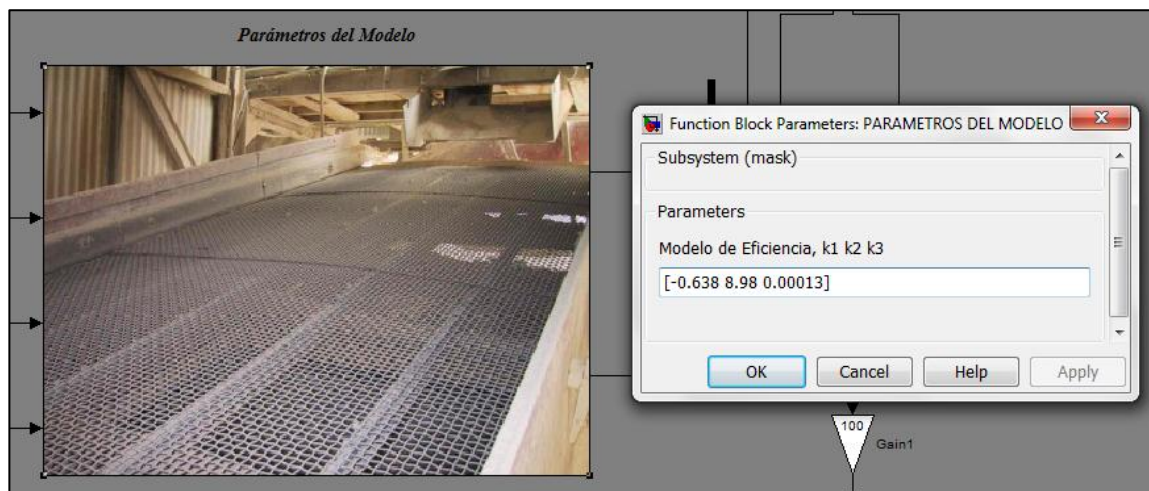 Parámetros del Modelo
Function Block Parameters: PARAMETROS DEL MODELO
Subsystem (mask)
Parameters
Modelo de Eficiencia, k1 k2 k3
[-0.638 8.98 0.00013]
OK
Cancel
Help
Apply
100
Gain1